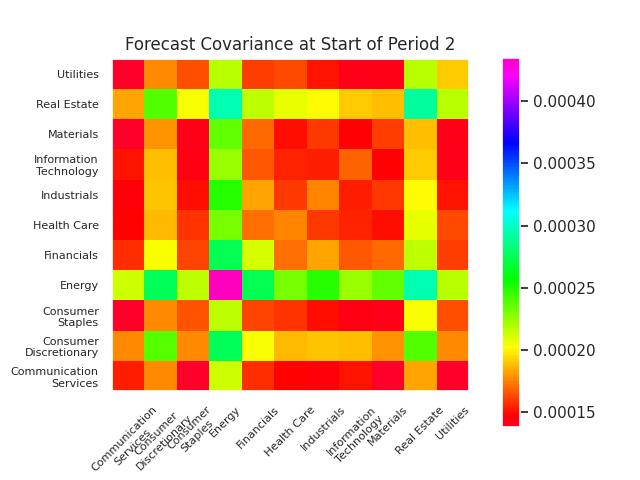 Forecast Covariance at Start of Period 2
Utilities
Real Estate
Materials
Information
Technology
Industrials
Health Care
Financials
Energy
Consumer
Staples
Consumer
Discretionary
Communication
Services
Communication
Services
Consumer
Discretionary
Consumer
Staples
Energy
Financials
Health Care
Industrials
Information
Technology
Materials
Real Estate
Utilities
0.00040
0.00035
0.00030
0.00025
0.00020
0.00015